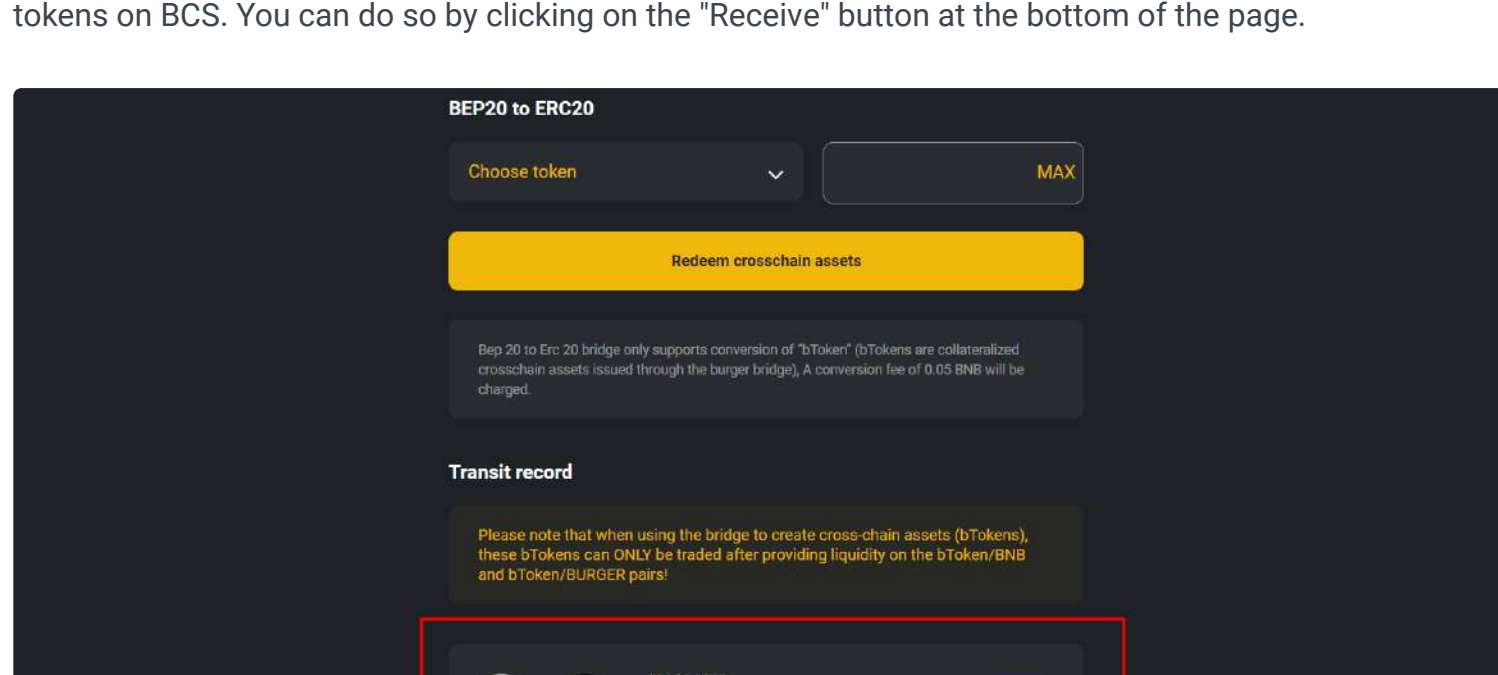 tokens on BCS. You can do so by clicking on the "Receive" button at the bottom of the page.
BEP20 to ERC20
Choose token
MAX
Redeem crosschain assets
Bep 20 to Erc 20 bridge only supports conversion of "bToken" (bTokens are collateralized
crosschain assets issued through the burger bridge), A conversion fee of 0.05 BNB will be
charged.
Transit record
Please note that when using the bridge to create cross-chain assets (bTokens),
these bTokens can ONLY be traded after providing liquidity on the bToken/BNB
and bToken/BURGER pairs!